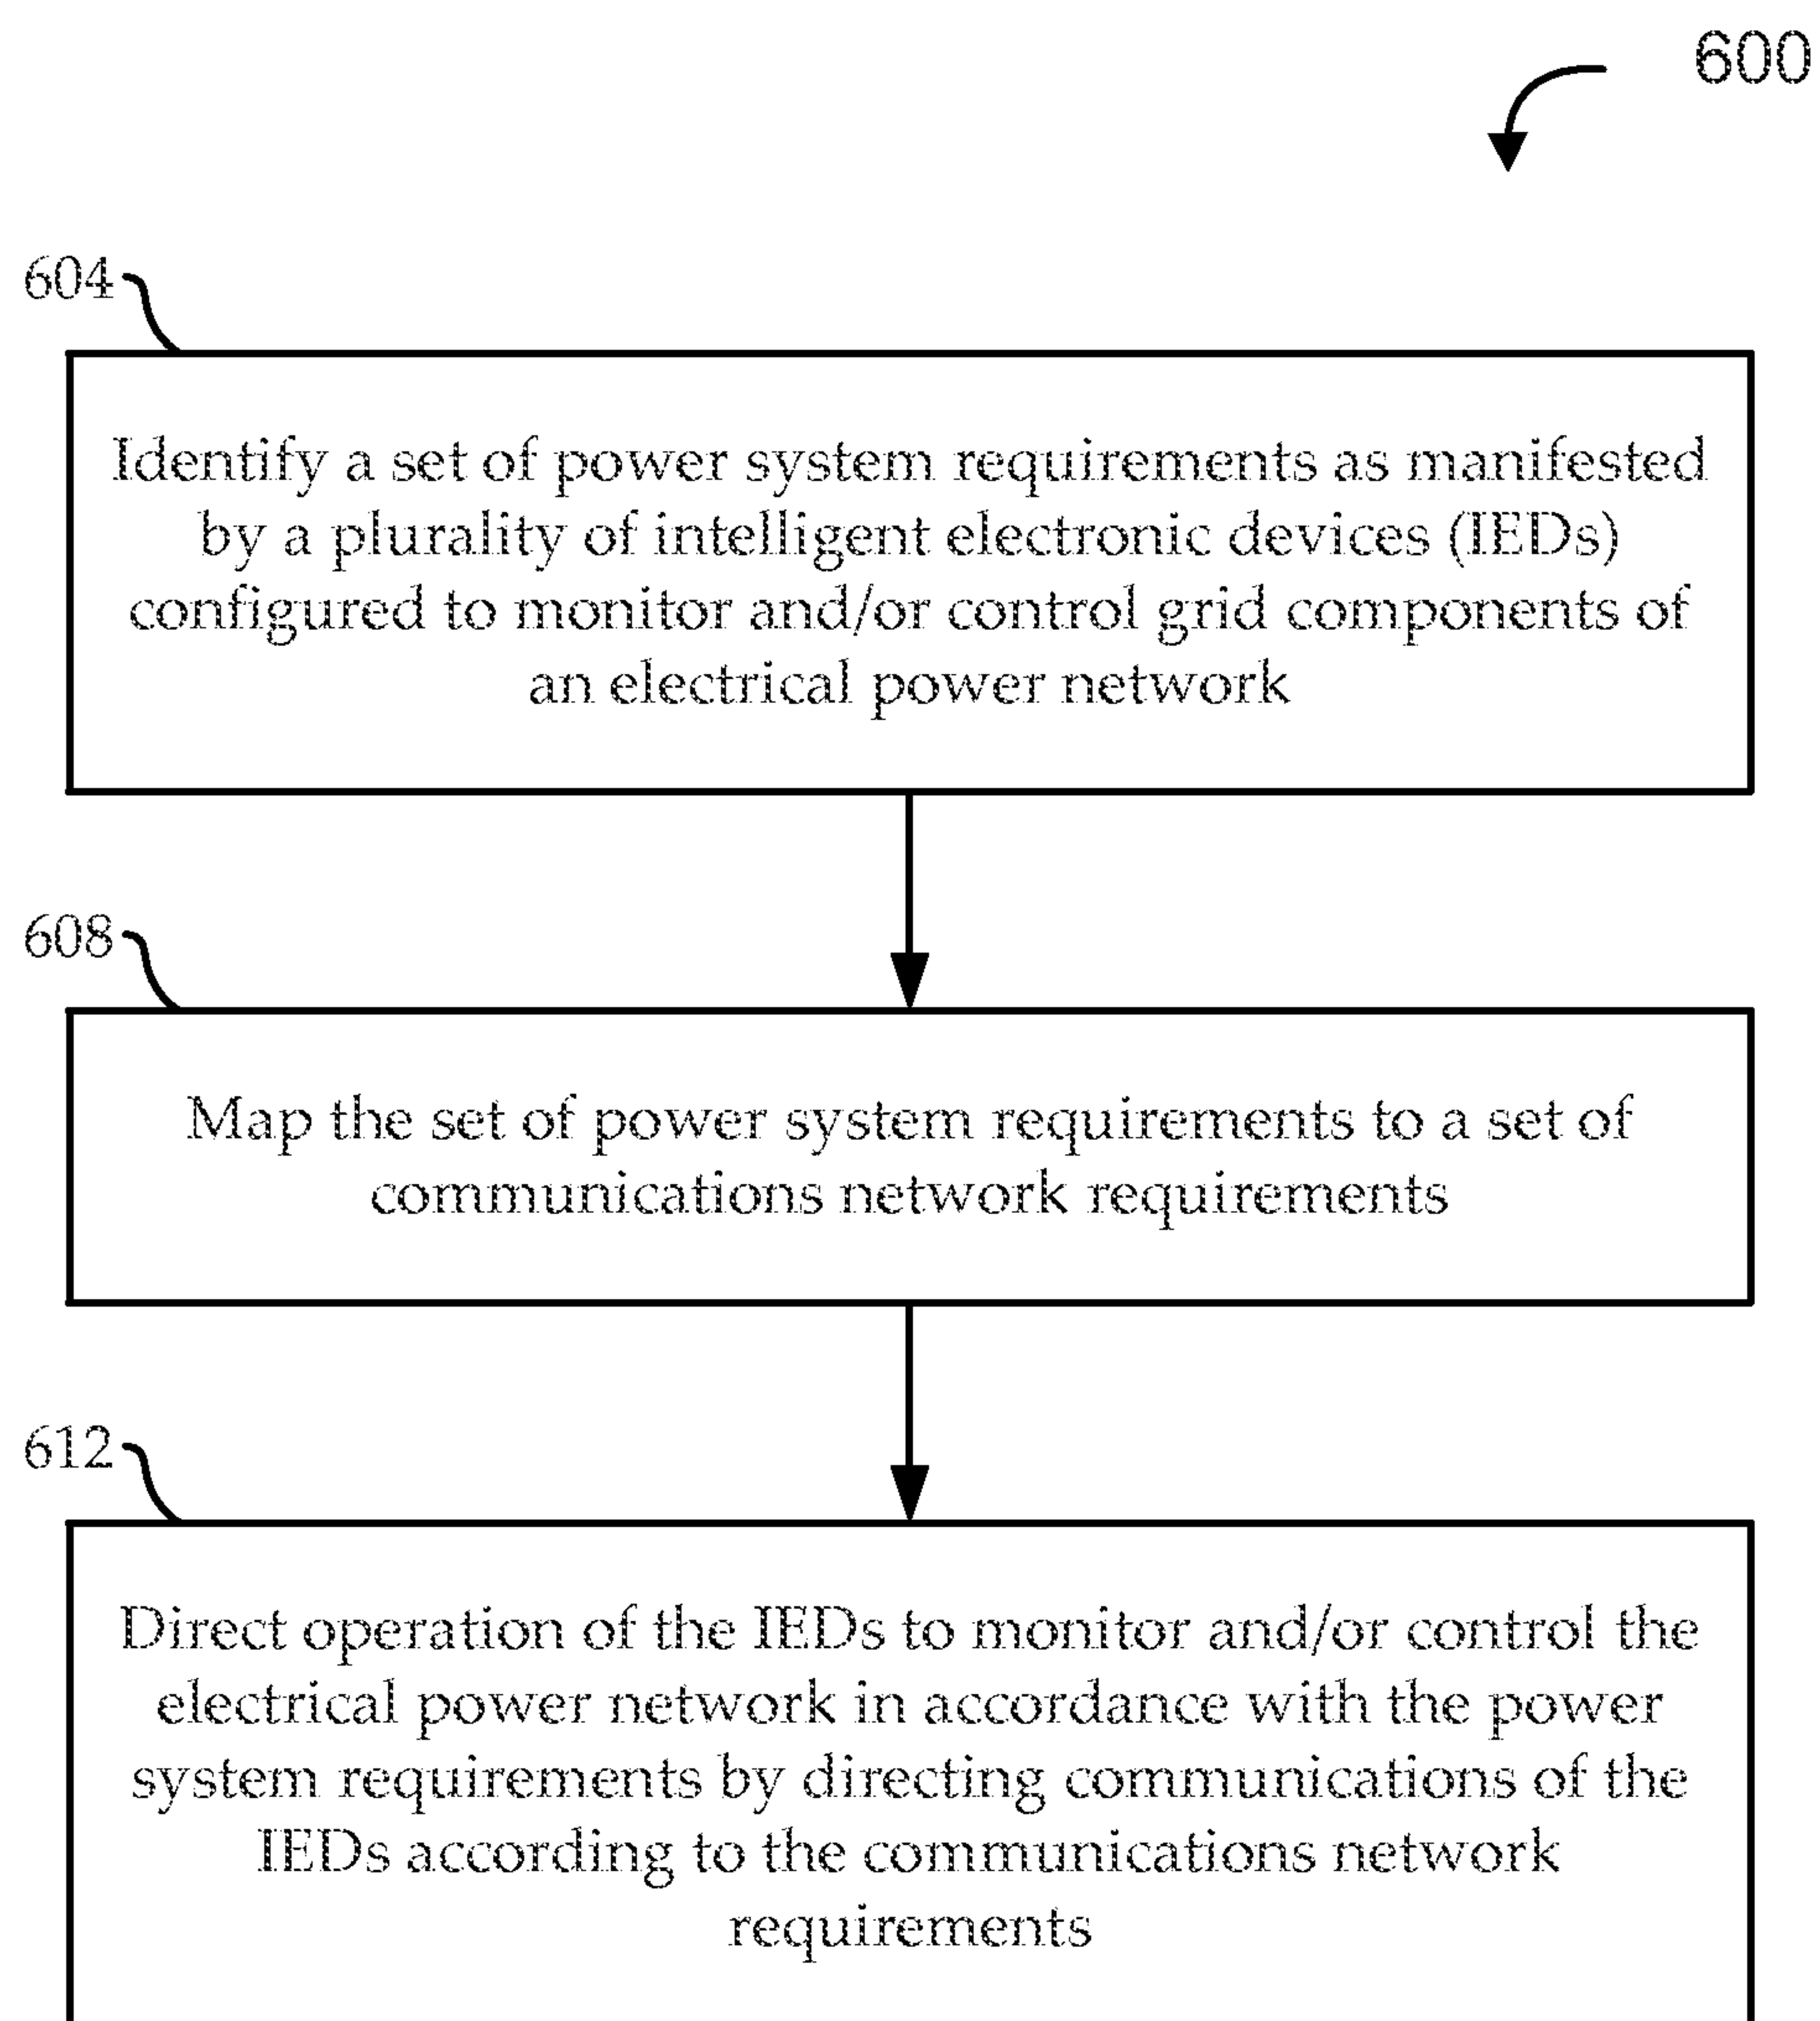 600
604
Identify a set of power system requirements as manifested
by a plurality of intelligent electronic devices (IEDs)
configured to monitor and/or control grid components of
an electrical power network
608
Map the set of power system requirements to a set of
communications network requirements
612
Direct operation of the IEDs to monitor and/or control the
electrical power network in accordance with the power
system requirements by directing communications of the
IEDs according to the communications network
requirements